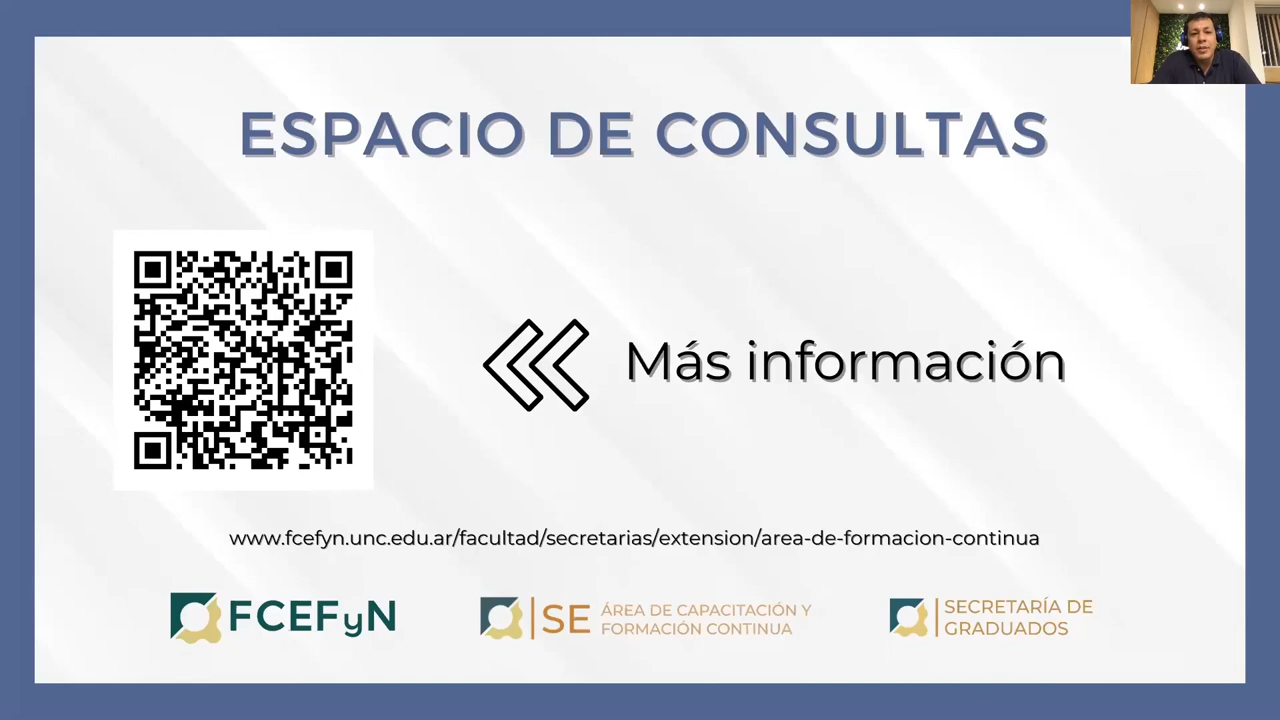 ESPACIO DE CONSULTAS
Más información
www.fcefyn.unc.edu.ar/facultad/secretarias/extension/area-de-formacion-continua
FCEFyN
SE
ÁREA DE CAPACITACIÓN Y
FORMACIÓN CONTINUA
SECRETARÍA DE
GRADUADOS